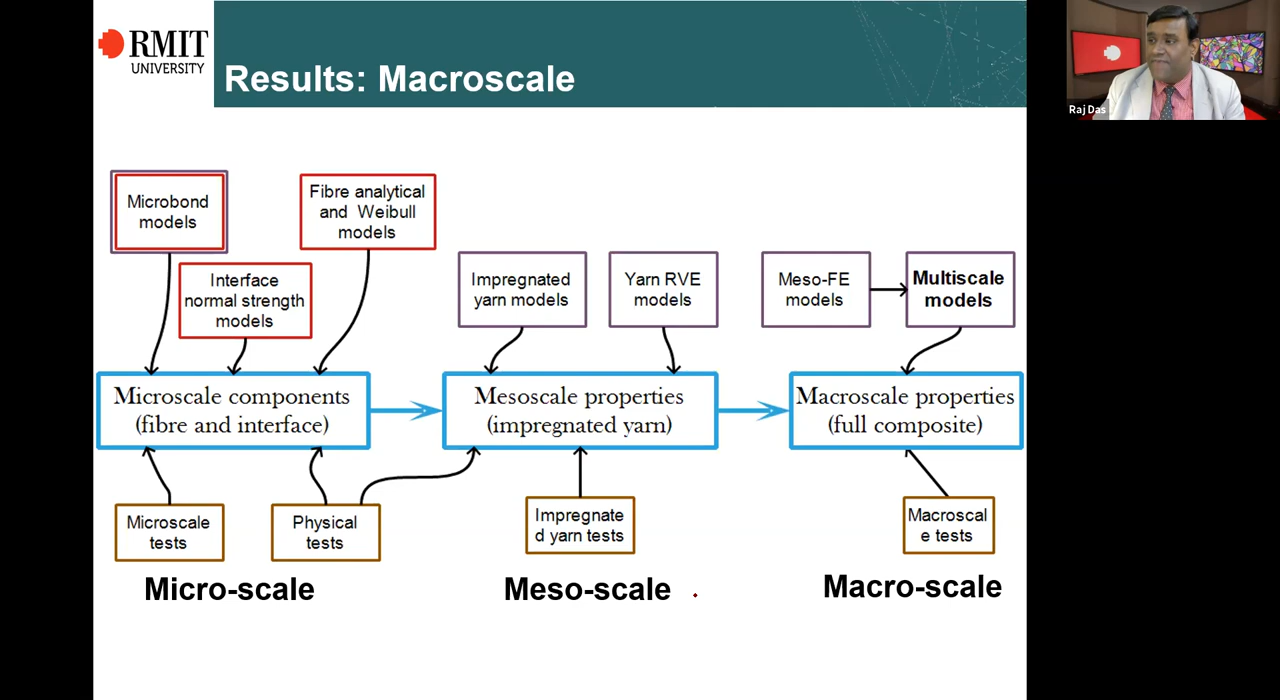 RMIT
UNIVERSITY
Results: Macroscale
Raj Das
Microbond
models
Fibre analytical
and Weibull
models
Interface
normal strength
models
Impregnated
yarn models
Yarn RVE
models
Meso-FE
models
Multiscale
models
Microscale components
(fibre and interface)
Mesoscale properties
(impregnated yarn)
Macroscale properties
(full composite)
Microscale
tests
Physical
tests
Impregnate
d yarn tests
Macroscal
e tests
Micro-scale
Meso-scale
Macro-scale